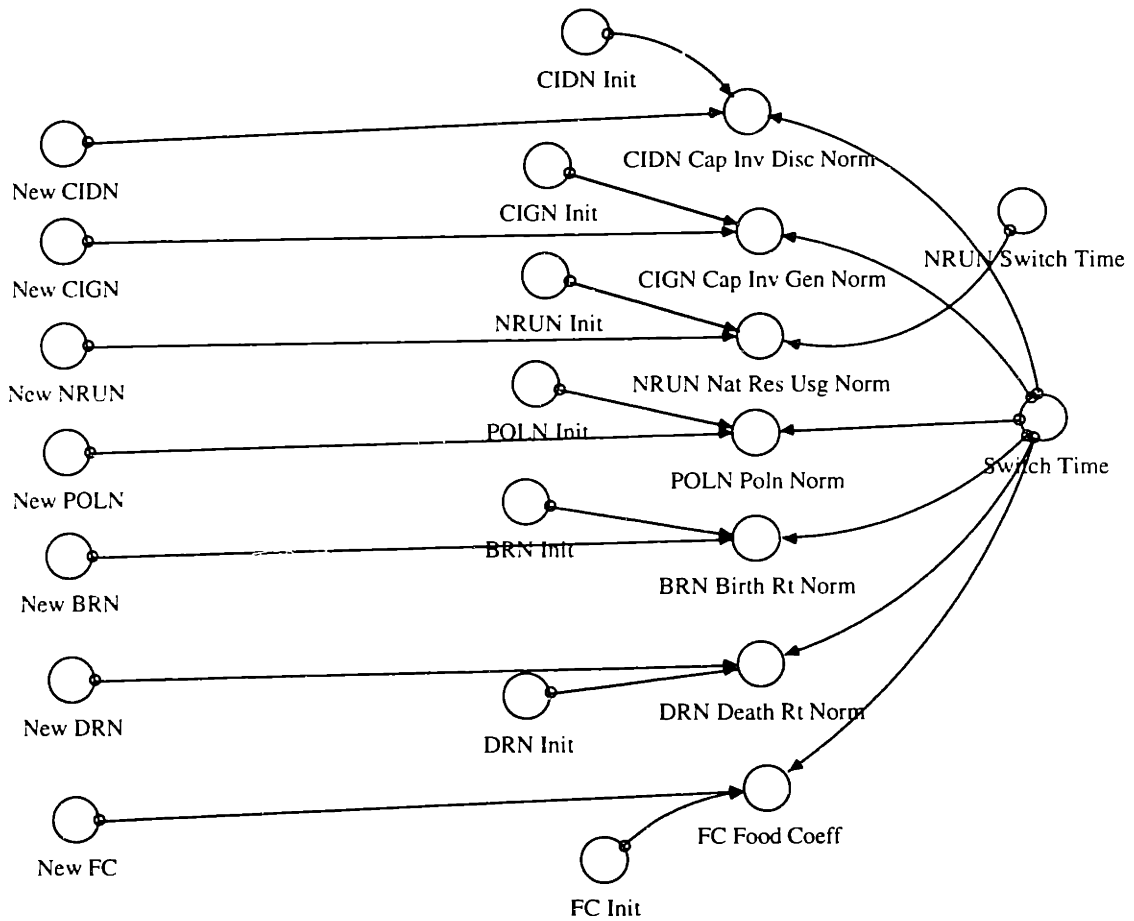 CIDN Init
CIDN Cap Inv Disc Norm
New CIDN
CIGN Init
NRUN Switch Time
CIGN Cap Inv Gen Norm
New CIGN
NRUN Init
NRUN Nat Res Usg Norm
New NRUN
POLN Init
Switch Time
POLN Poln Norm
New POLN
BRN Init
BRN Birth Rt Norm
New BRN
DRN Death Rt Norm
New DRN
DRN Init
FC Food Coeff
New FC
FC Init